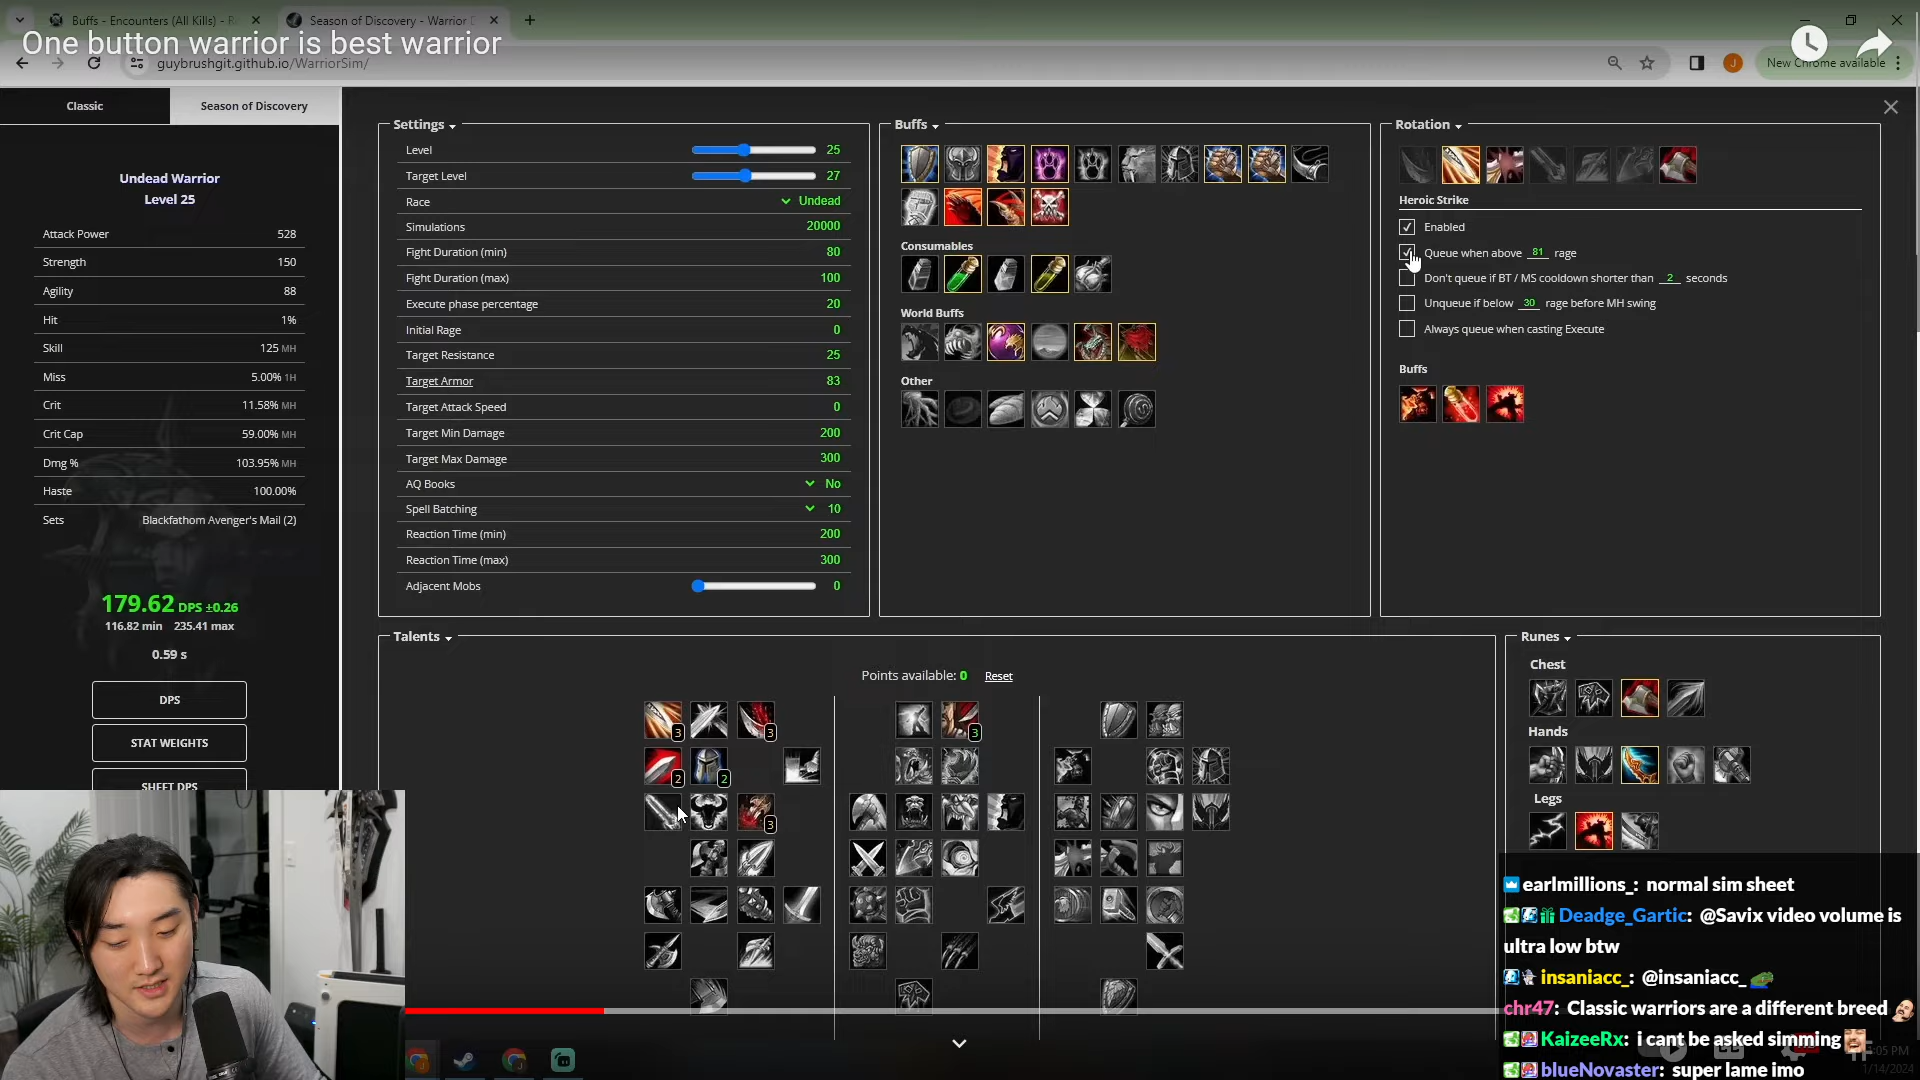 Buffs - Encounters (All Kills) - R
Season of Discovery - Warrior D
One button warrior is best warrior
guybrushgit.github.io/WarriorSim/
New Chrome available
Classic
Season of Discovery
Undead Warrior
Level 25
Attack Power 528
Strength 150
Agility 88
Hit 1%
Skill 125 MH
Miss 5.00% 1H
Crit 11.58% MH
Crit Cap 59.00% MH
Dmg % 103.95% MH
Haste 100.00%
Sets Blackfathom Avenger's Mail (2)
179.62 DPS ±0.26
116.82 min 235.41 max
0.59 s
DPS
STAT WEIGHTS
SHEET DPS
Settings
Level 25
Target Level 27
Race Undead
Simulations 20000
Fight Duration (min) 80
Fight Duration (max) 100
Execute phase percentage 20
Initial Rage 0
Target Resistance 25
Target Armor 83
Target Attack Speed 0
Target Min Damage 200
Target Max Damage 300
AQ Books No
Spell Batching 10
Reaction Time (min) 200
Reaction Time (max) 300
Adjacent Mobs 0
Buffs
Consumables
World Buffs
Other
Rotation
Heroic Strike
Enabled
Queue when above 81 rage
Don't queue if BT / MS cooldown shorter than 2 seconds
Unqueue if below 30 rage before MH swing
Always queue when casting Execute
Buffs
Talents
Points available: 0 Reset
3 3 3
2 2
3
Runes
Chest
Hands
Legs
earlmillions_: normal sim sheet
Deadge_Gartic: @Savix video volume is
ultra low btw
insaniacc_: @insaniacc_
chr47: Classic warriors are a different breed
KaizeeRx: i cant be asked simming
blueNovaster: super lame imo
:05 PM
1/14/2024